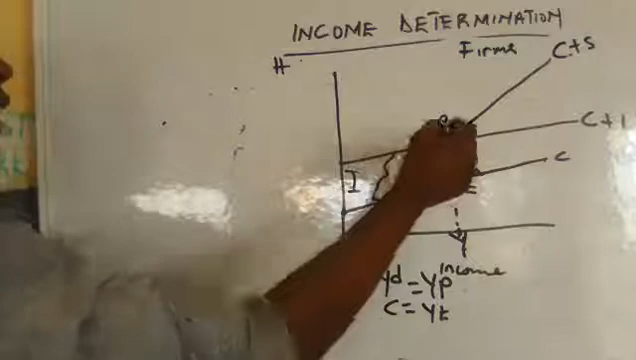 INCOME DETERMINATION
Firms
C+S
H
C+I
I
C
Y
income
Yd=YP
C=Yt